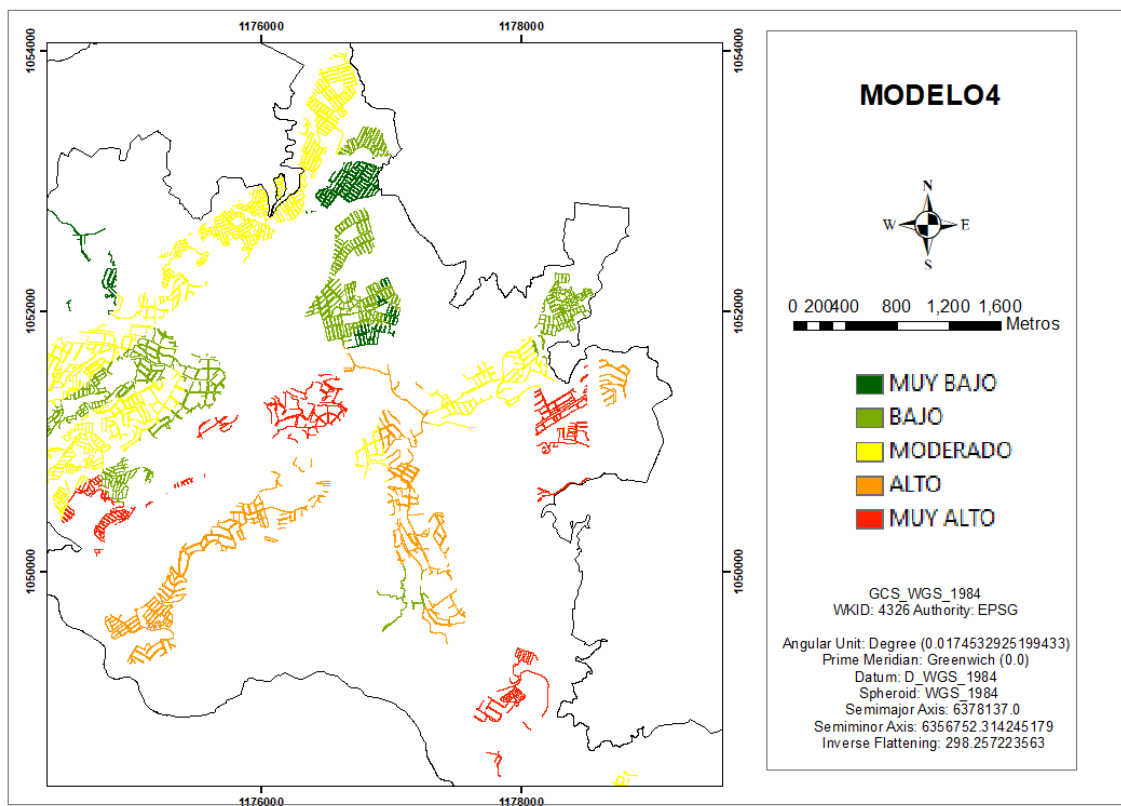 1176000
1178000
1054000
1054000
1052000
1052000
1050000
1050000
1176000
1178000
MODELO4
N
W
E
S
0 200400 800 1,200 1,600
Metros
MUY BAJO
BAJO
MODERADO
ALTO
MUY ALTO
GCS_WGS_1984
WKID: 4326 Authority: EPSG
Angular Unit: Degree (0.0174532925199433)
Prime Meridian: Greenwich (0.0)
Datum: D_WGS_1984
Spheroid: WGS_1984
Semimajor Axis: 6378137.0
Semiminor Axis: 6356752.314245179
Inverse Flattening: 298.257223563